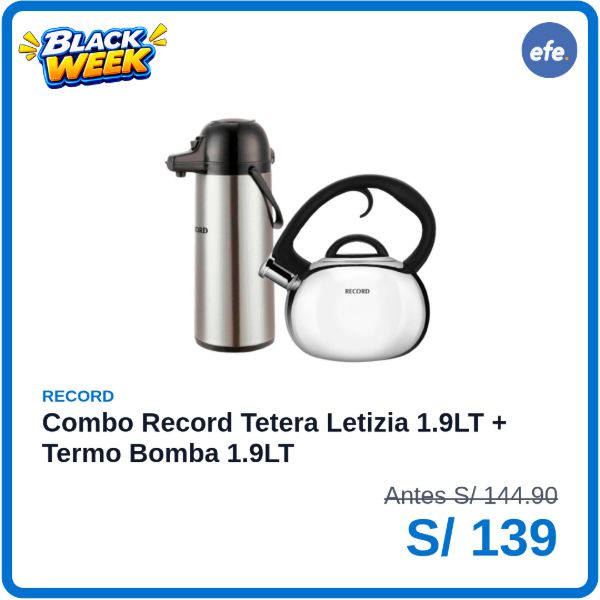 BLACK
WEEK
efe.
ORD
RECORD
RECORD
Combo Record Tetera Letizia 1.9LT +
Termo Bomba 1.9LT
Antes S/ 144.90
S/ 139